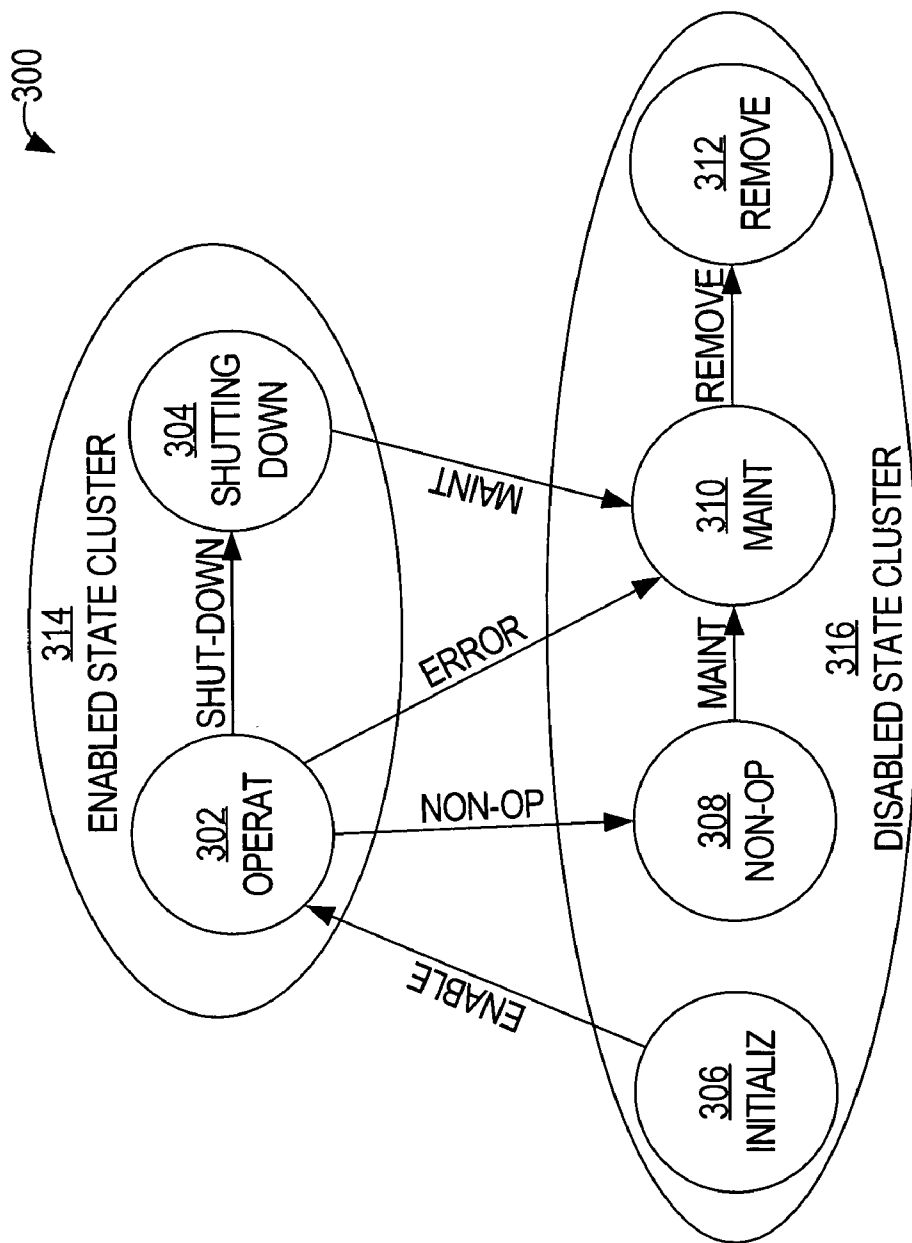 300
314
ENABLED STATE CLUSTER
302
OPERAT
SHUT-DOWN
304
SHUTTING
DOWN
ENABLE
NON-OP
ERROR
MAINT
306
INITIALIZ
308
NON-OP
MAINT
310
MAINT
REMOVE
312
REMOVE
316
DISABLED STATE CLUSTER